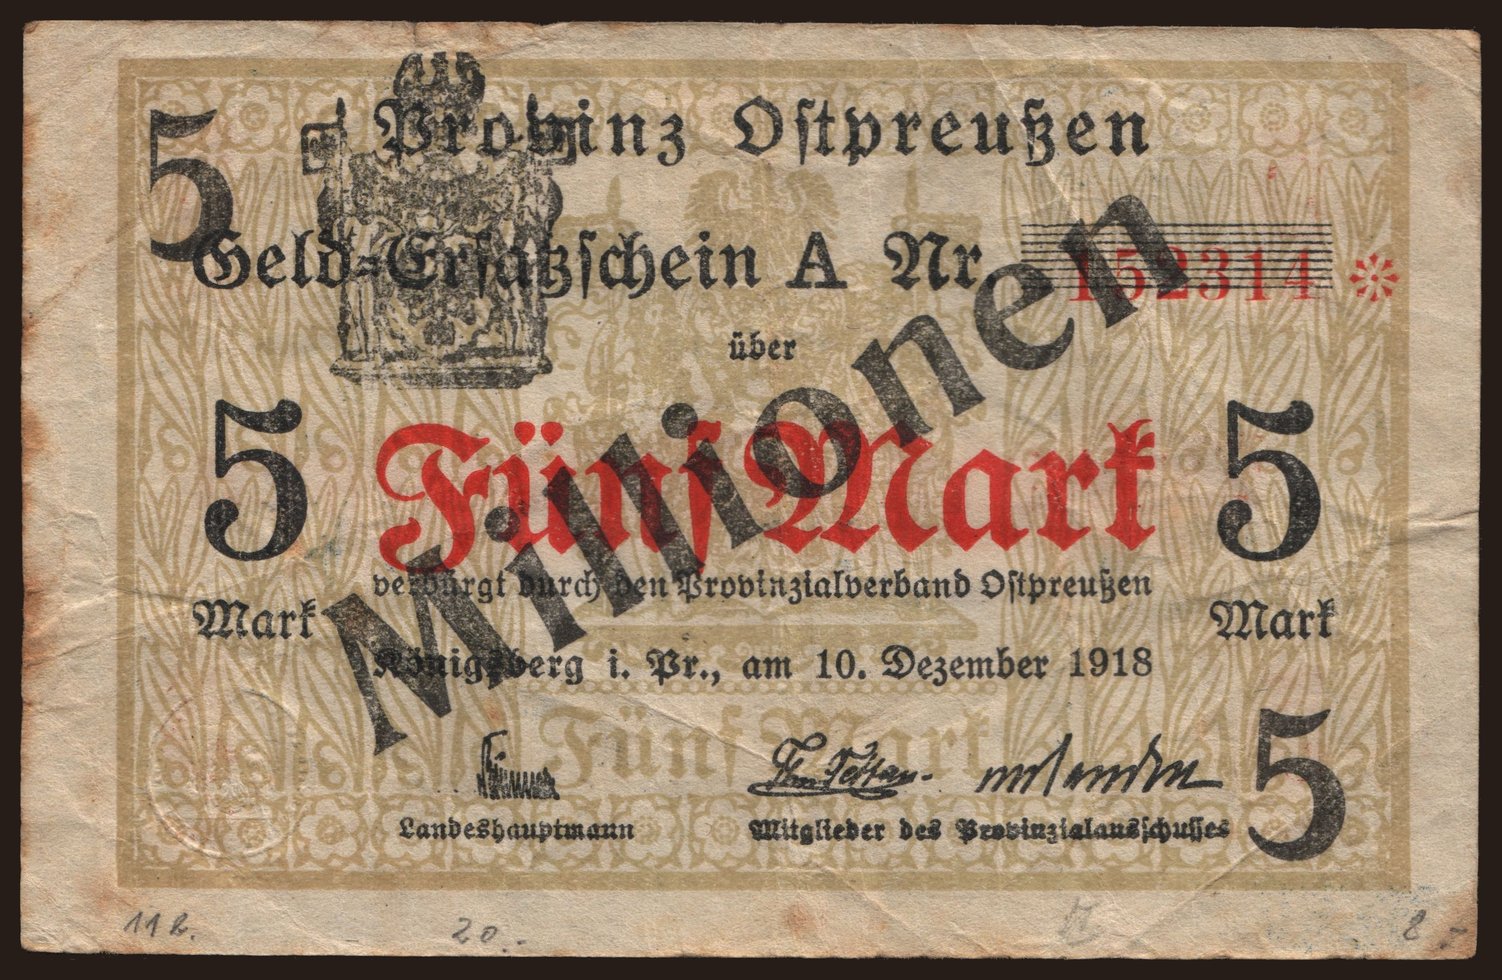 5
Provinz Ostpreußen
Geld-Ersatzschein A Nr 152314
über
5 Fünf Mark 5
Millionen
verbürgt durch den Provinzialverband Ostpreußen
Mark Mark
Königsberg i. Pr., am 10. Dezember 1918
Fünf Mark
5
Landeshauptmann Mitglieder des Provinzialausschusses
20.-
8.-